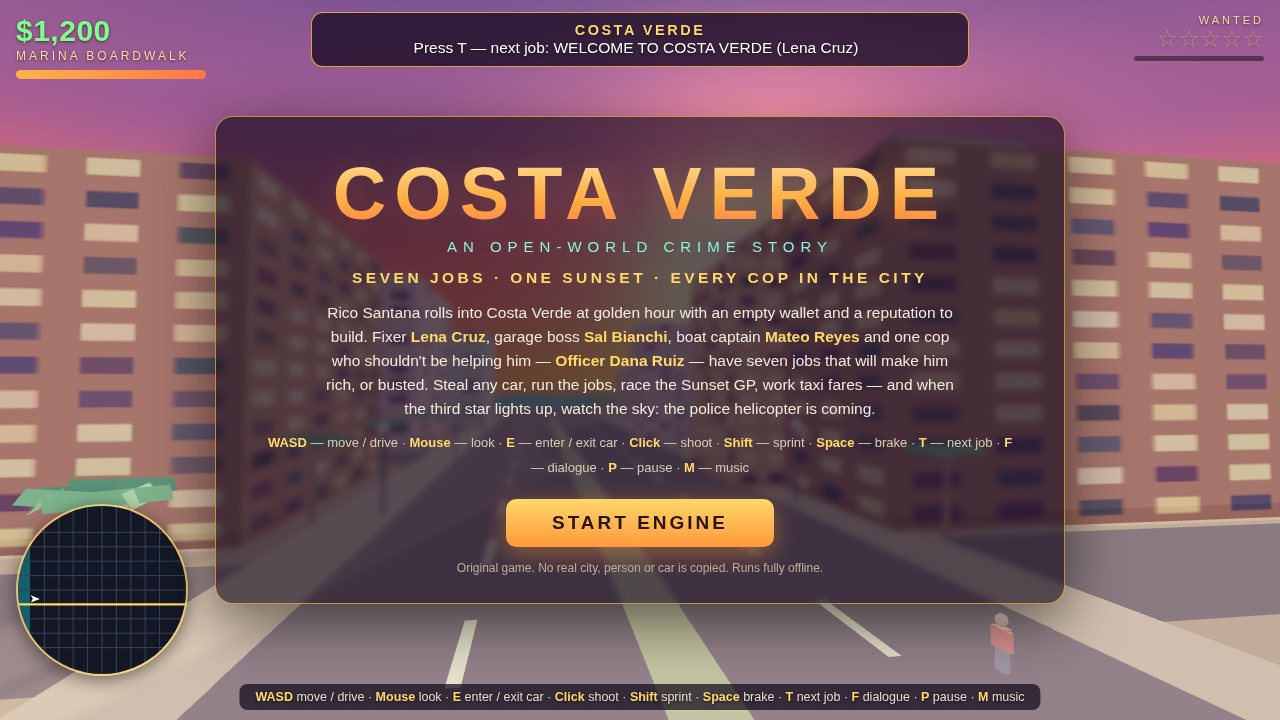 $1,200
MARINA BOARDWALK
COSTA VERDE
Press T — next job: WELCOME TO COSTA VERDE (Lena Cruz)
WANTED
☆☆☆☆☆
COSTA VERDE
AN OPEN-WORLD CRIME STORY
SEVEN JOBS · ONE SUNSET · EVERY COP IN THE CITY
Rico Santana rolls into Costa Verde at golden hour with an empty wallet and a reputation to
build. Fixer Lena Cruz, garage boss Sal Bianchi, boat captain Mateo Reyes and one cop
who shouldn't be helping him — Officer Dana Ruiz — have seven jobs that will make him
rich, or busted. Steal any car, run the jobs, race the Sunset GP, work taxi fares — and when
the third star lights up, watch the sky: the police helicopter is coming.
WASD — move / drive · Mouse — look · E — enter / exit car · Click — shoot · Shift — sprint · Space — brake · T — next job · F
— dialogue · P — pause · M — music
START ENGINE
Original game. No real city, person or car is copied. Runs fully offline.
WASD move / drive · Mouse look · E enter / exit car · Click shoot · Shift sprint · Space brake · T next job · F dialogue · P pause · M music